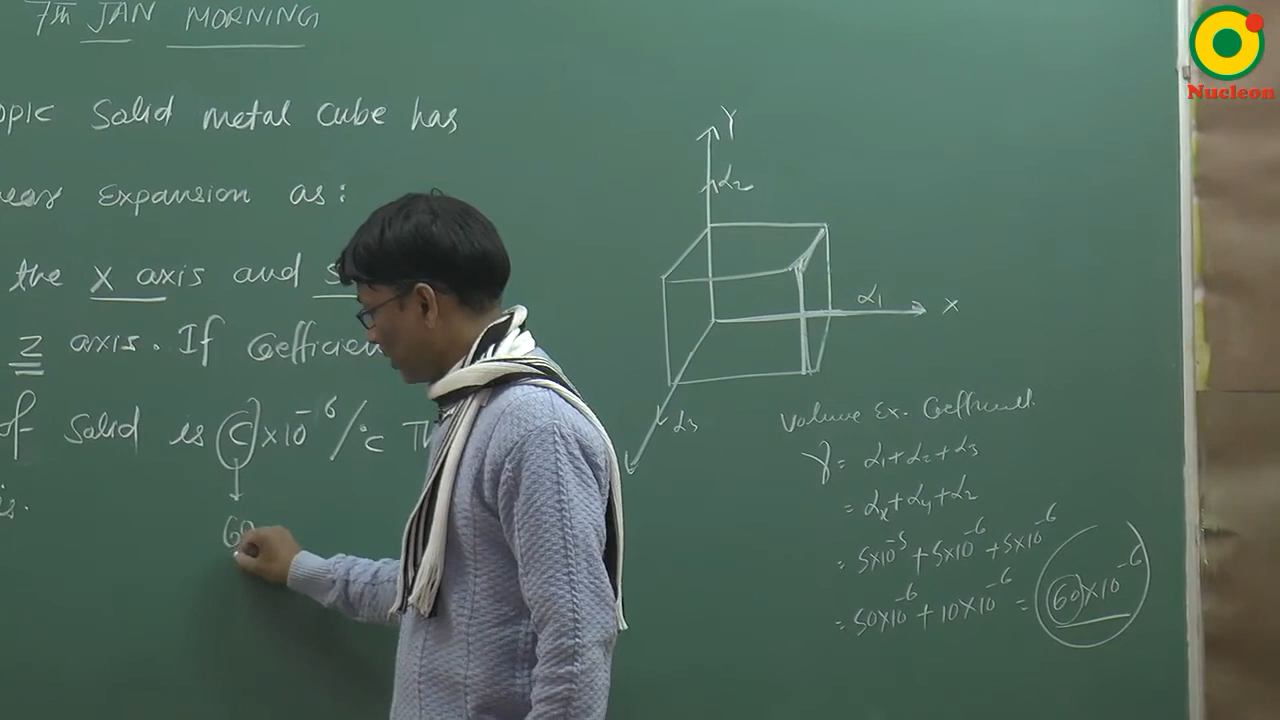 7th JAN MORNING
opic Solid metal Cube has
near Expansion as:
the X axis and S
Z axis. If Coefficien
of Solid is C×10⁻⁶/°C Th
is.
60
Y
α₂
α₁
X
α₃
Volume Ex. Coefficient.
γ = α₁+α₂+α₃
= αx+αy+αz
= 5×10⁻⁵ + 5×10⁻⁶ + 5×10⁻⁶
= 50×10⁻⁶ + 10×10⁻⁶ = 60×10⁻⁶
Nucleon